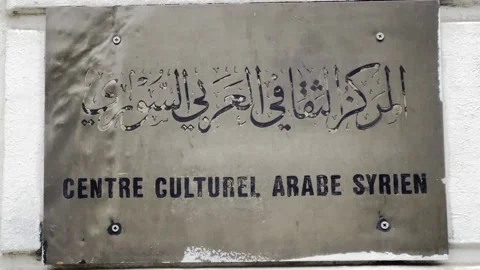 المركز الثقافي العربي السوري
CENTRE CULTUREL ARABE SYRIEN